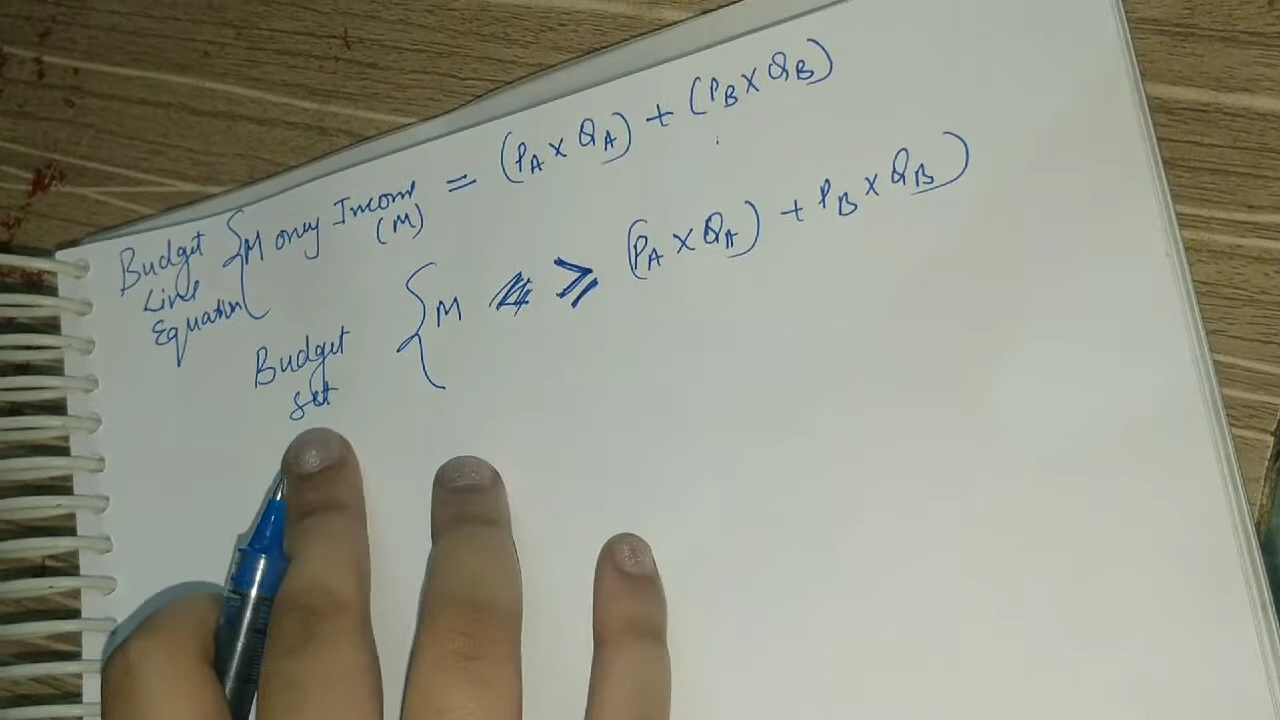 Budget Line Equation { Money Income (M) = (PA × QA) + (PB × QB)
Budget set { M ≥ (PA × QA) + PB × QB)